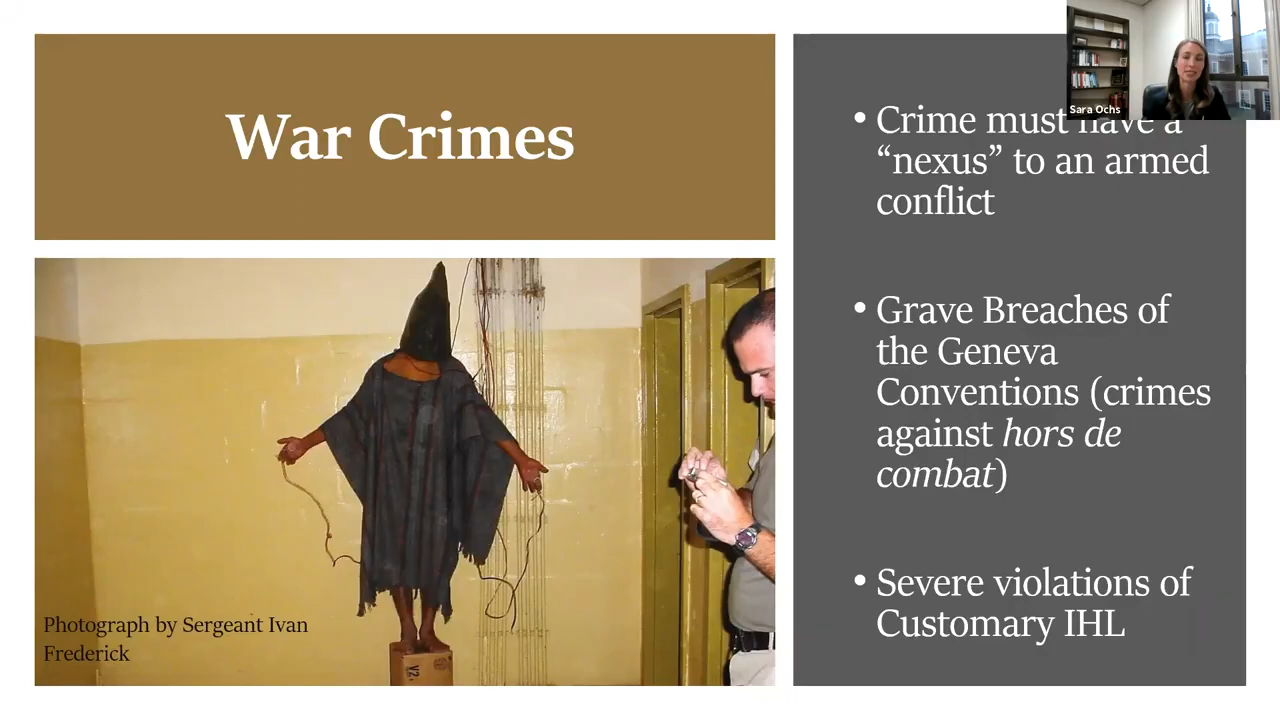 War Crimes
Photograph by Sergeant Ivan
Frederick
V2-
Sara Ochs
• Crime must have a
“nexus” to an armed
conflict
• Grave Breaches of
the Geneva
Conventions (crimes
against hors de
combat)
• Severe violations of
Customary IHL